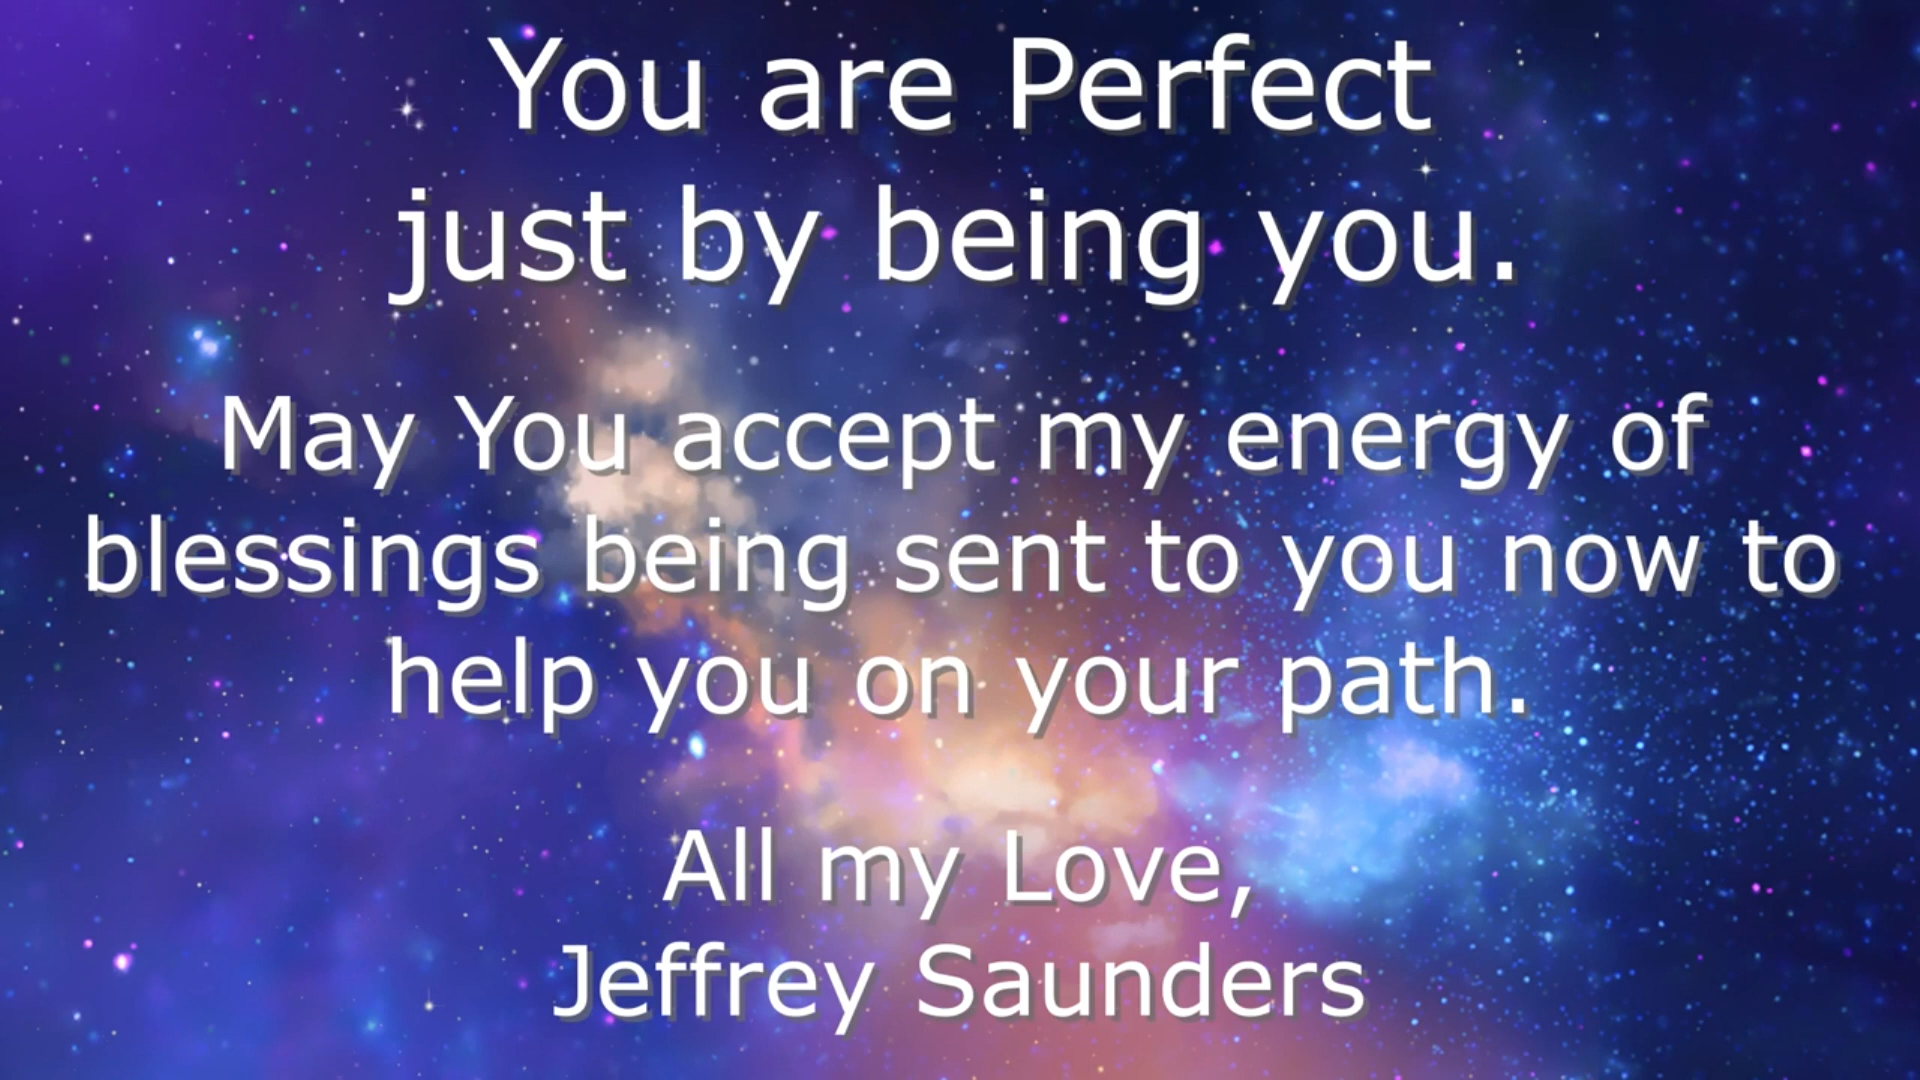 You are Perfect
just by being you.
May You accept my energy of
blessings being sent to you now to
help you on your path.
All my Love,
Jeffrey Saunders